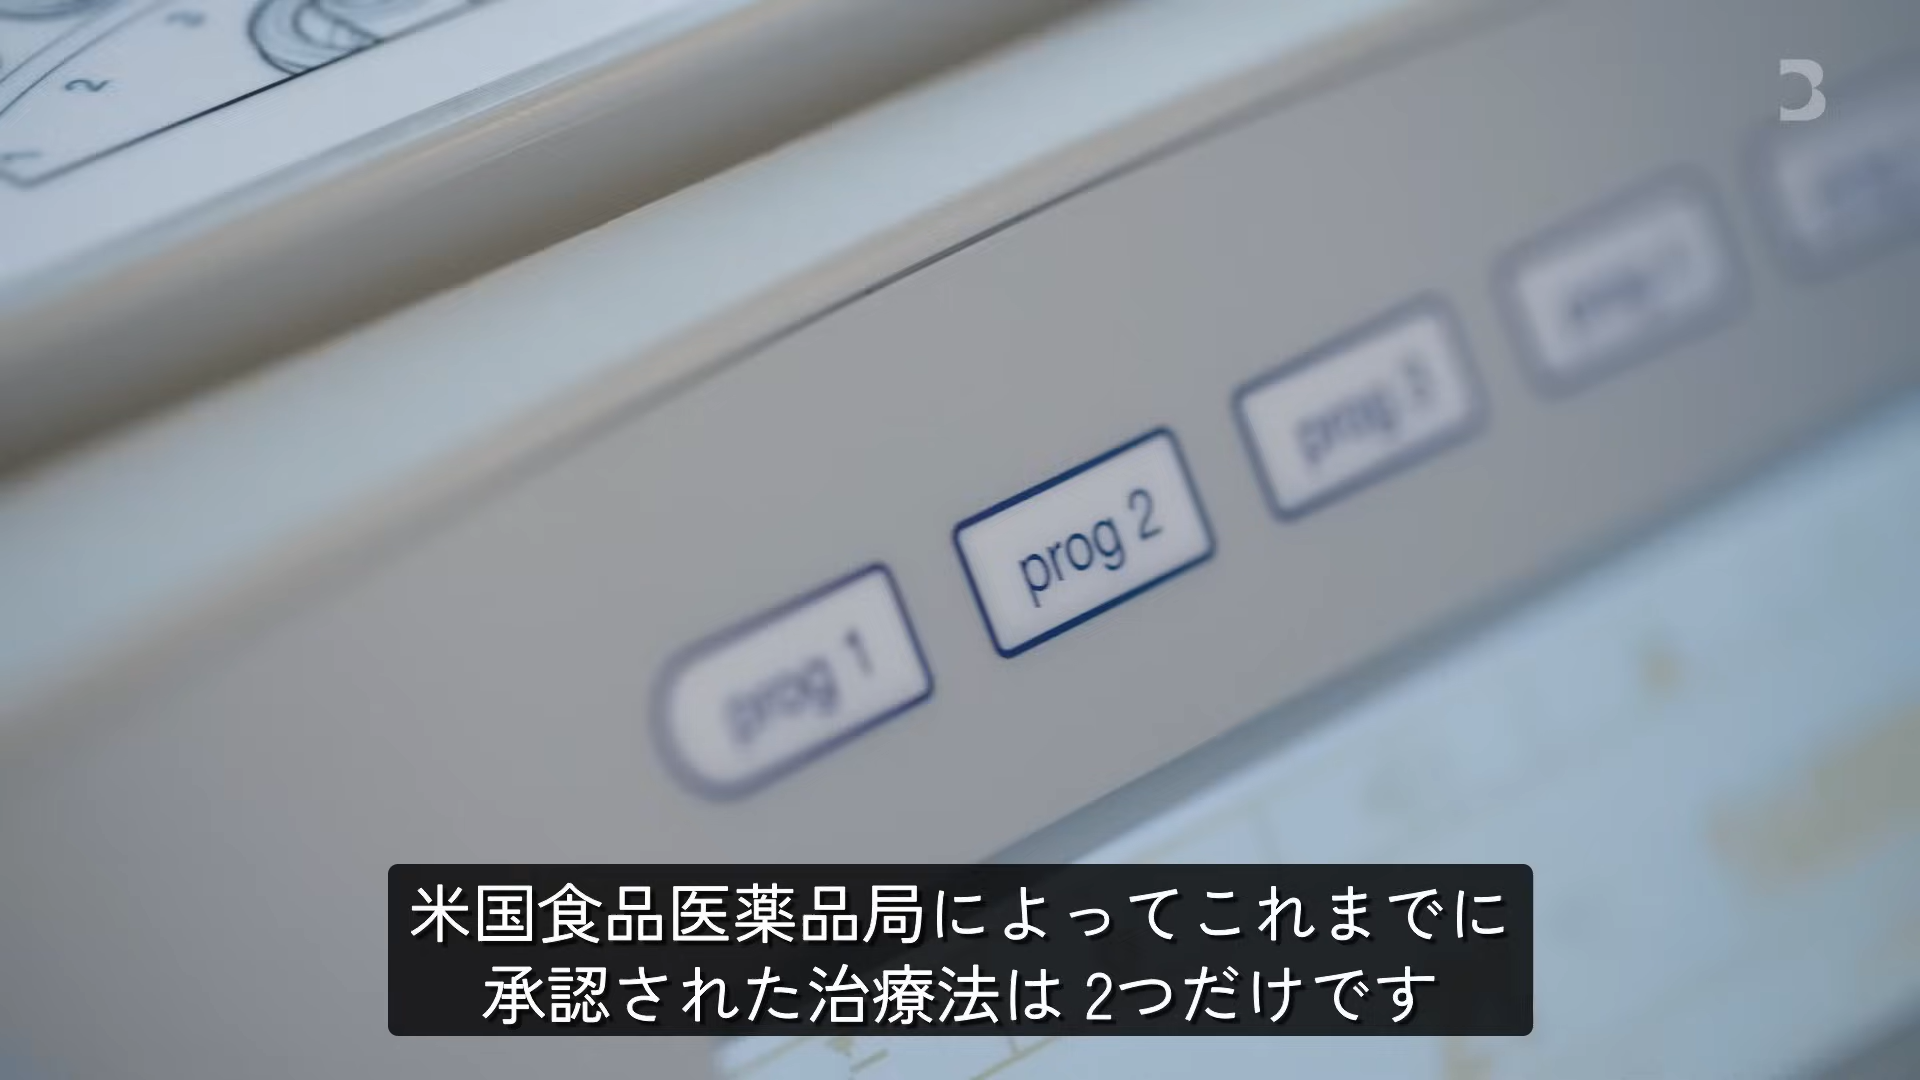 2
prog 1
prog 2
prog 3
米国食品医薬品局によってこれまでに
承認された治療法は 2つだけです